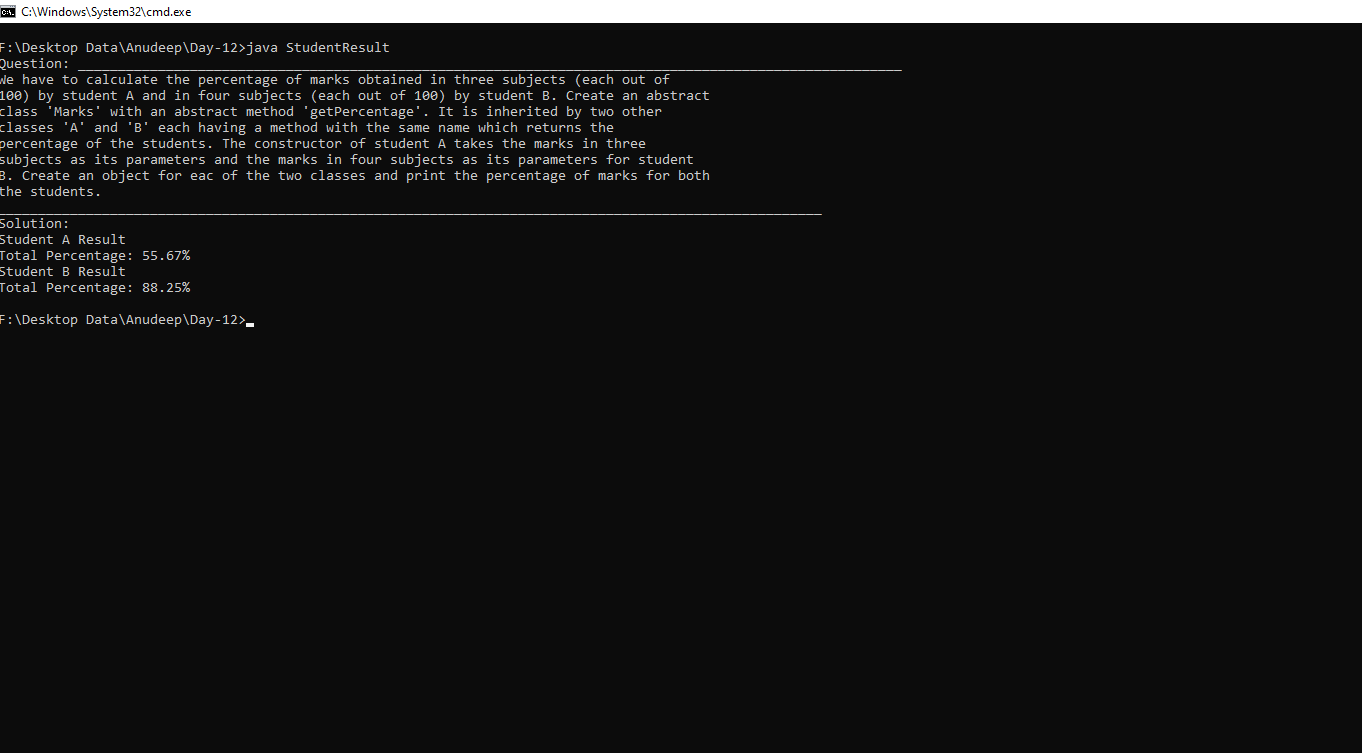 C:\Windows\System32\cmd.exe
F:\Desktop Data\Anudeep\Day-12>java StudentResult
Question: _______________________________________________________________________________________________________
We have to calculate the percentage of marks obtained in three subjects (each out of
100) by student A and in four subjects (each out of 100) by student B. Create an abstract
class 'Marks' with an abstract method 'getPercentage'. It is inherited by two other
classes 'A' and 'B' each having a method with the same name which returns the
percentage of the students. The constructor of student A takes the marks in three
subjects as its parameters and the marks in four subjects as its parameters for student
B. Create an object for eac of the two classes and print the percentage of marks for both
the students.
_______________________________________________________________________________________________________
Solution:
Student A Result
Total Percentage: 55.67%
Student B Result
Total Percentage: 88.25%
F:\Desktop Data\Anudeep\Day-12>